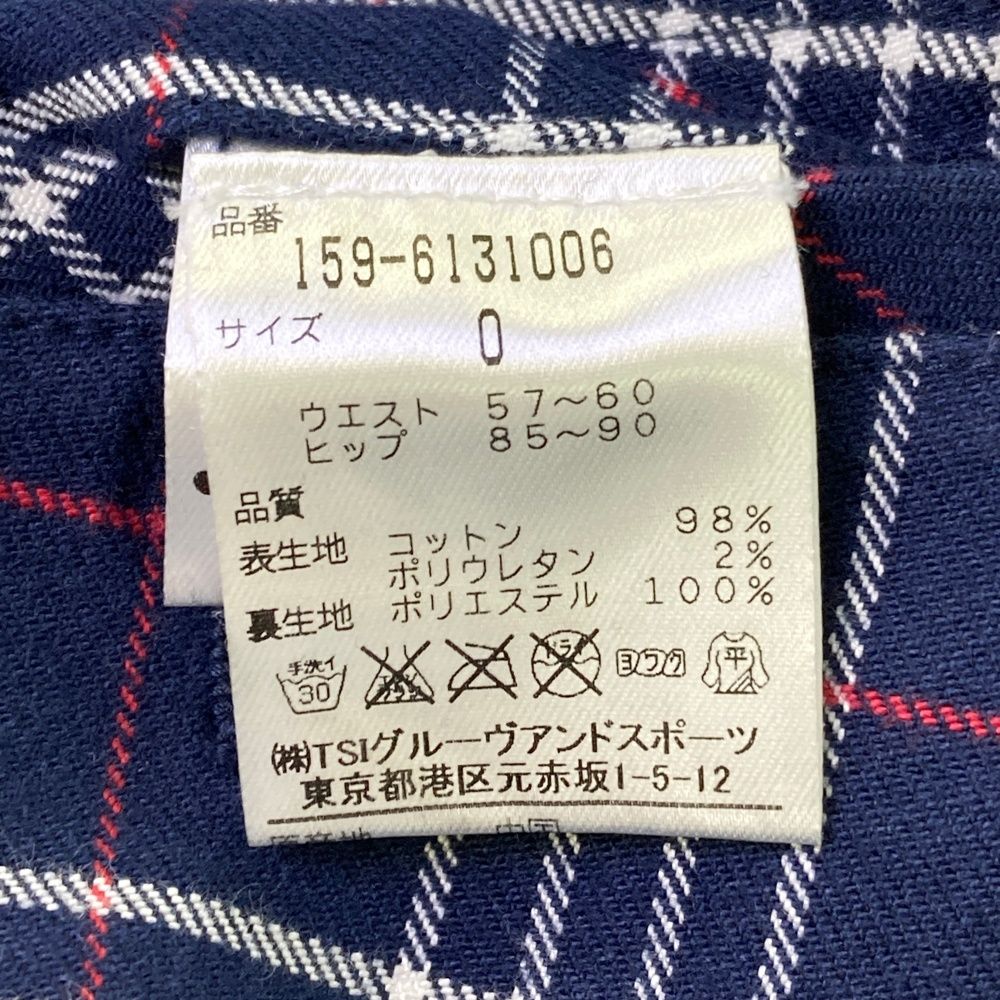 品番
159-6131006
サイズ 0
ウエスト 57〜60
ヒップ 85〜90
品質
表生地 コットン 98%
ポリウレタン 2%
裏生地 ポリエステル 100%
手洗イ 30 ヨワク 平
㈱TSIグルーヴアンドスポーツ
東京都港区元赤坂1-5-12